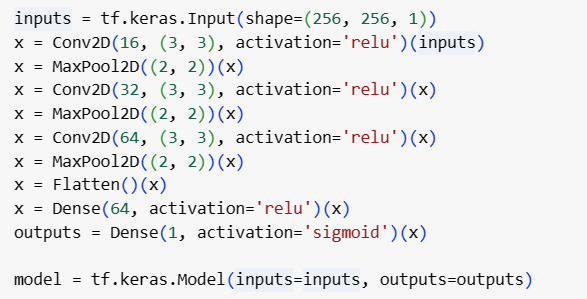 inputs = tf.keras.Input(shape=(256, 256, 1))
x = Conv2D(16, (3, 3), activation='relu')(inputs)
x = MaxPool2D((2, 2))(x)
x = Conv2D(32, (3, 3), activation='relu')(x)
x = MaxPool2D((2, 2))(x)
x = Conv2D(64, (3, 3), activation='relu')(x)
x = MaxPool2D((2, 2))(x)
x = Flatten()(x)
x = Dense(64, activation='relu')(x)
outputs = Dense(1, activation='sigmoid')(x)

model = tf.keras.Model(inputs=inputs, outputs=outputs)